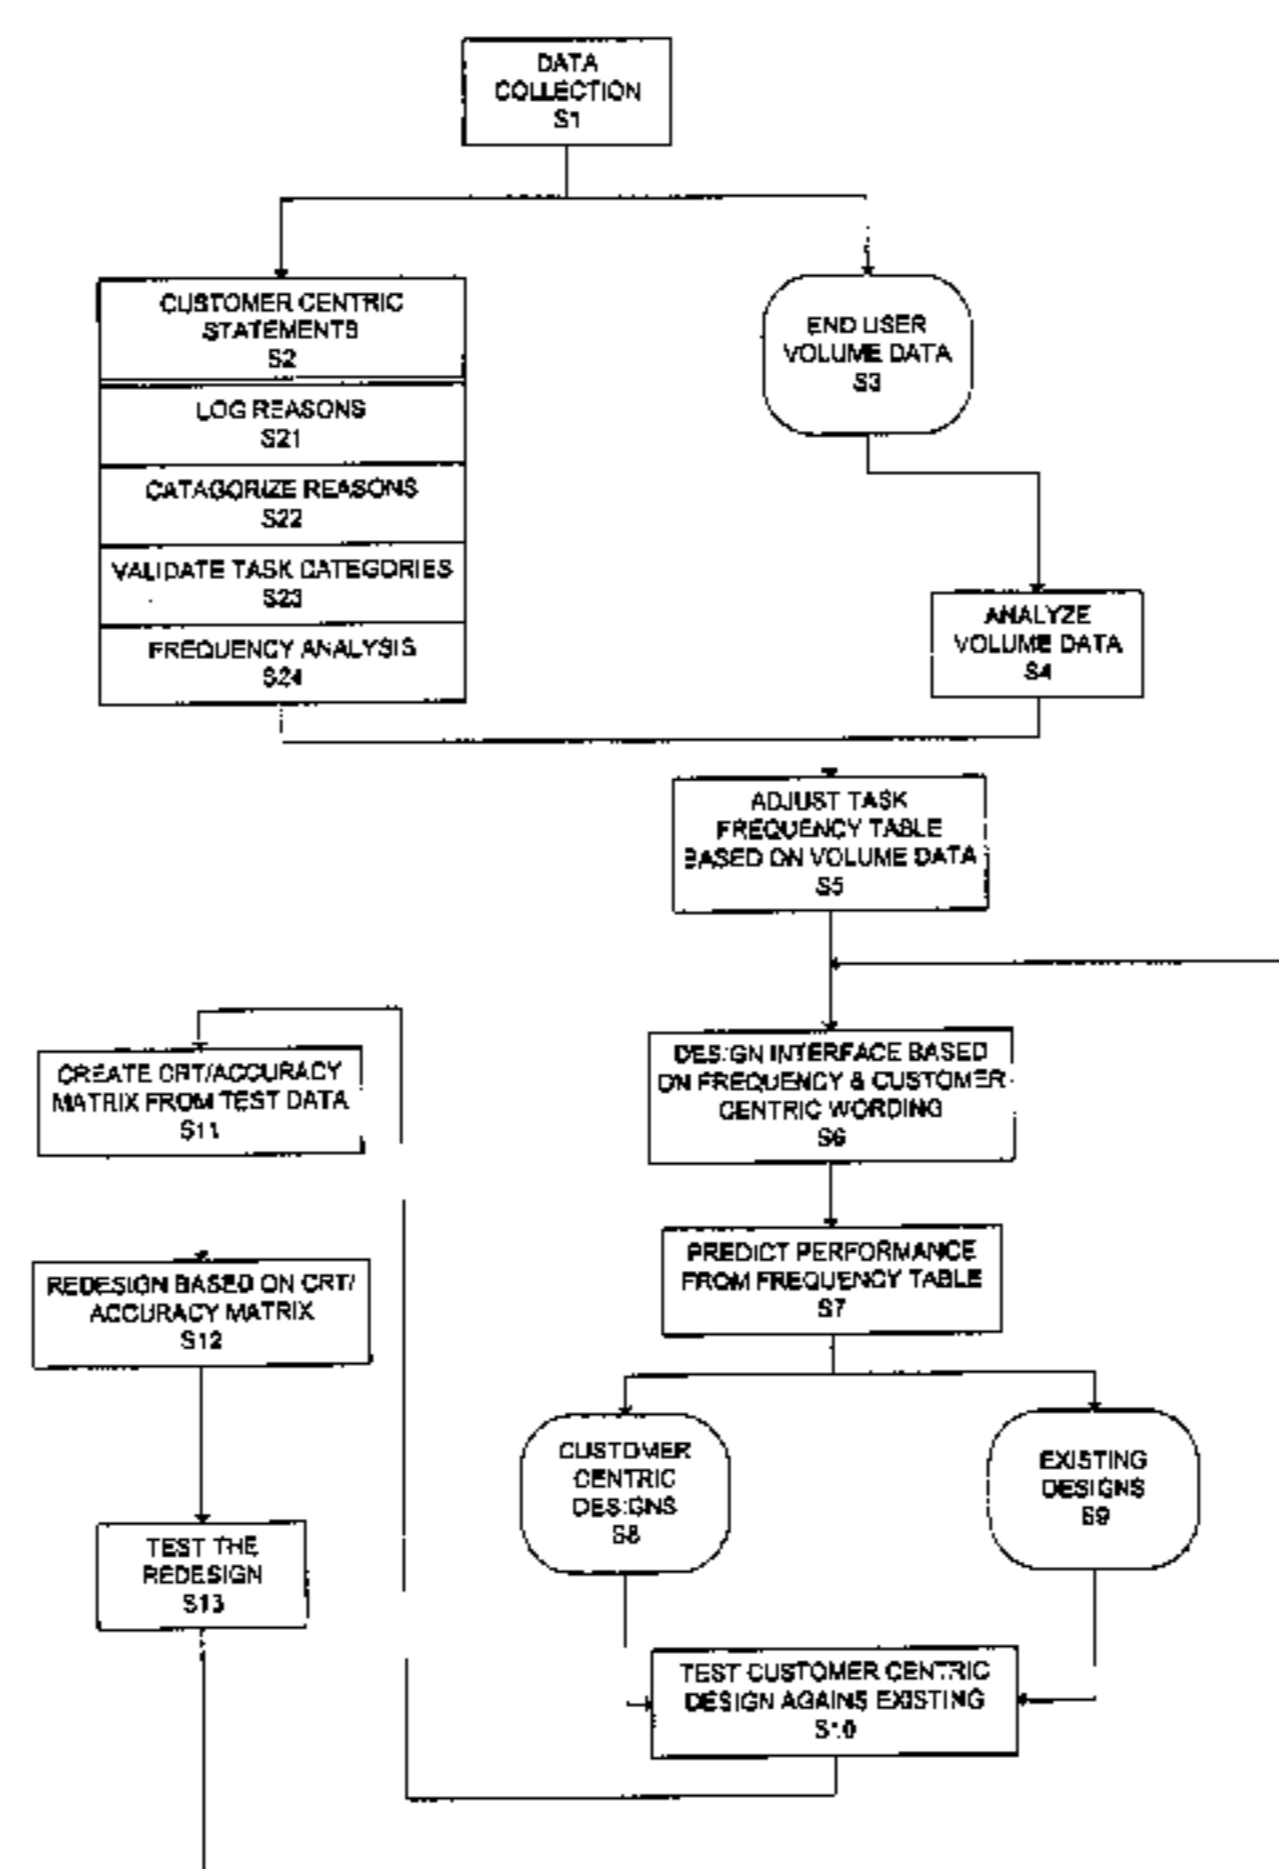 DATA
COLLECTION
S1
CUSTOMER CENTRIC
STATEMENTS
S2
LOG REASONS
S21
CATAGORIZE REASONS
S22
VALIDATE TASK CATEGORIES
S23
FREQUENCY ANALYSIS
S24
END USER
VOLUME DATA
S3
ANALYZE
VOLUME DATA
S4
ADJUST TASK
FREQUENCY TABLE
BASED ON VOLUME DATA
S5
DESIGN INTERFACE BASED
ON FREQUENCY & CUSTOMER
CENTRIC WORDING
S6
PREDICT PERFORMANCE
FROM FREQUENCY TABLE
S7
CUSTOMER
CENTRIC
DESIGNS
S8
EXISTING
DESIGNS
S9
TEST CUSTOMER CENTRIC
DESIGN AGAINS EXISTING
S10
CREATE CRT/ACCURACY
MATRIX FROM TEST DATA
S11
REDESIGN BASED ON CRT/
ACCURACY MATRIX
S12
TEST THE
REDESIGN
S13